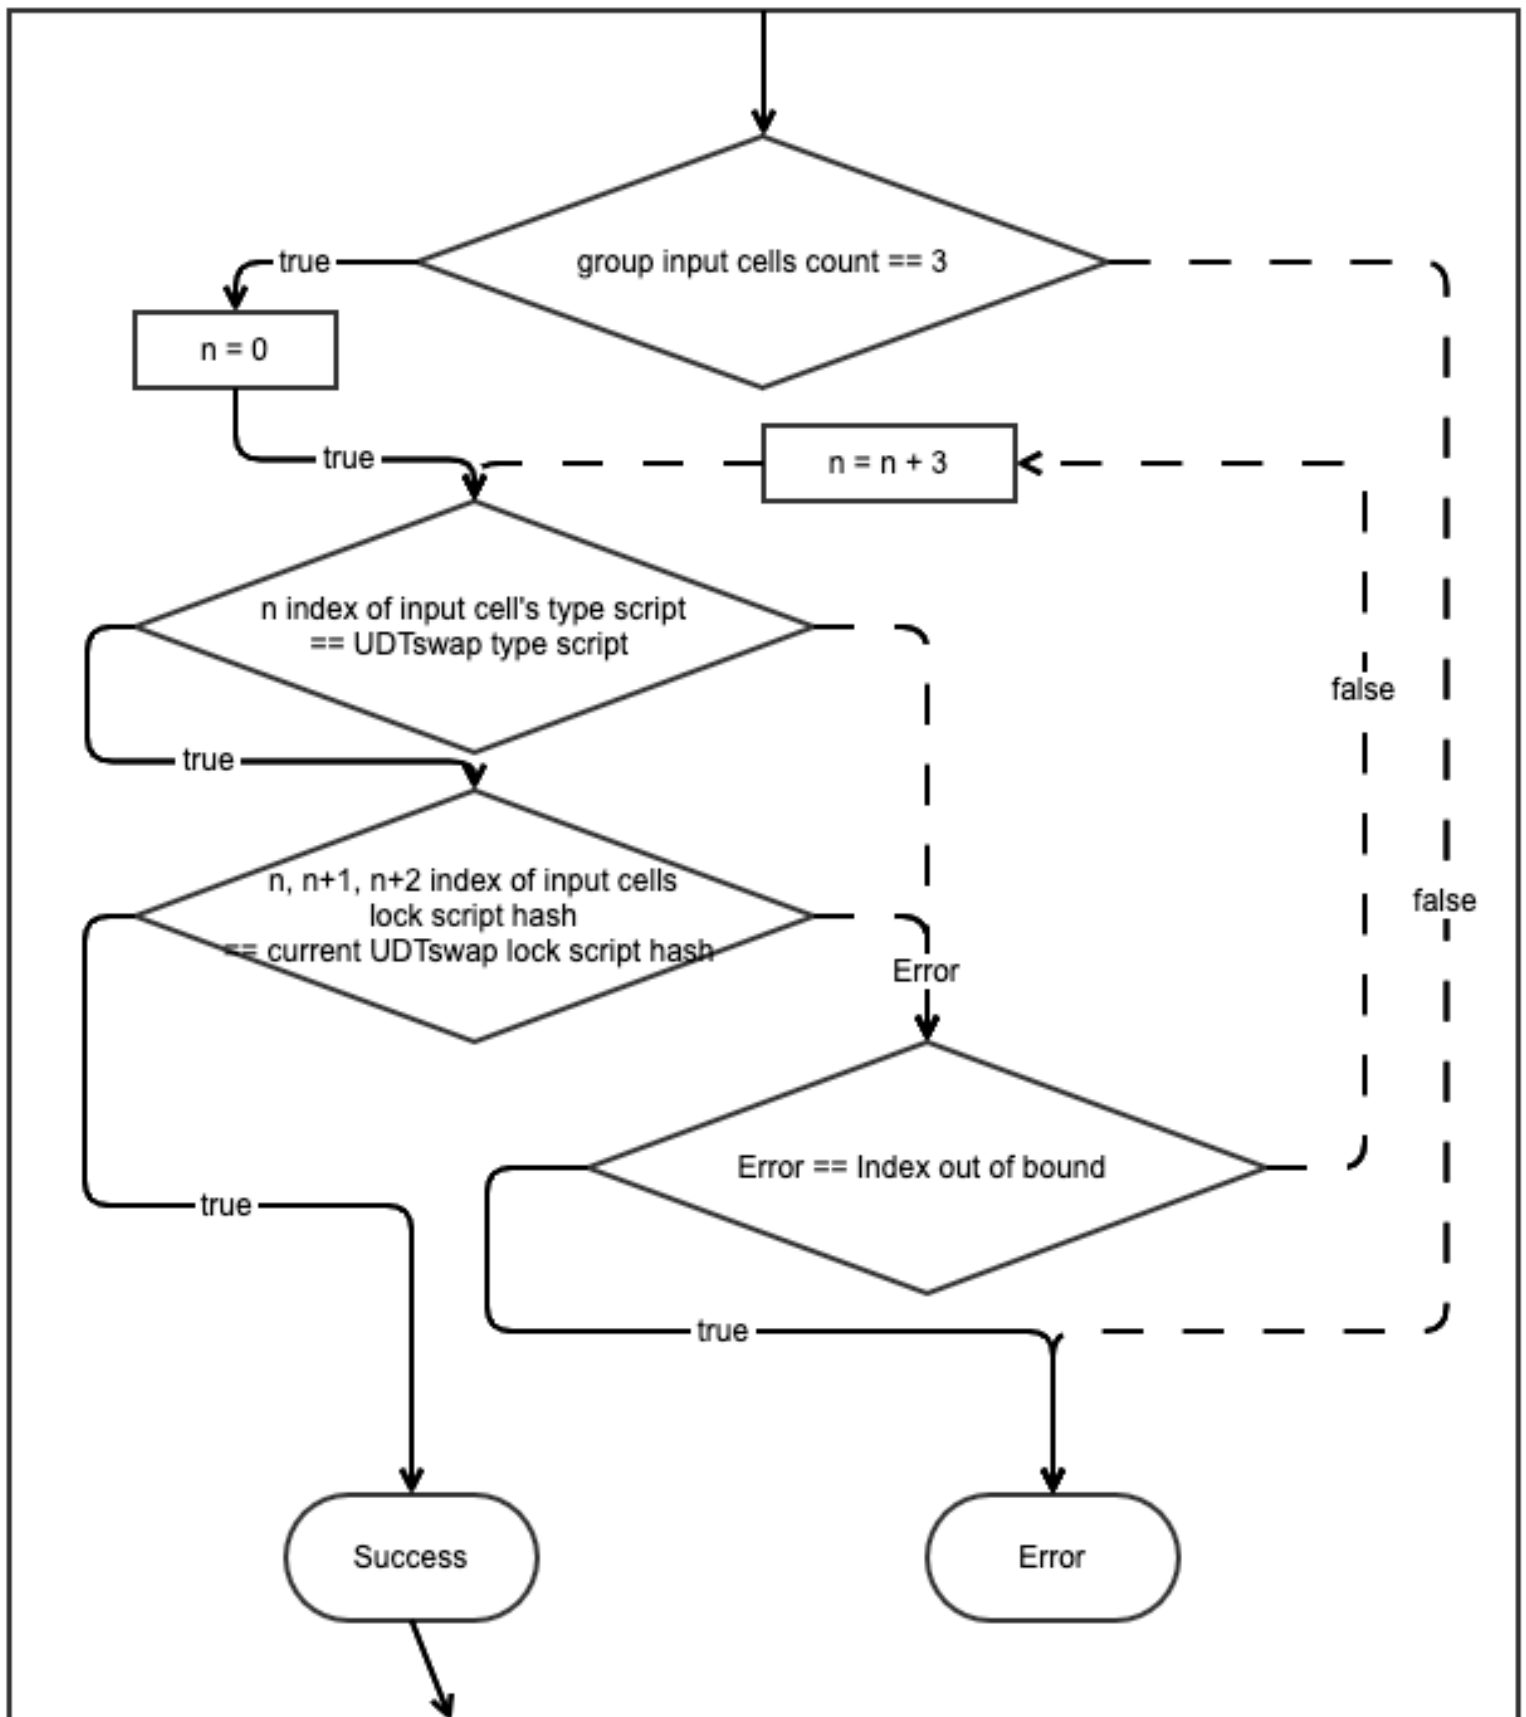 group input cells count == 3
true
n = 0
true
n = n + 3
n index of input cell's type script
== UDTswap type script
false
true
n, n+1, n+2 index of input cells
lock script hash
== current UDTswap lock script hash
false
Error
Error == Index out of bound
true
true
Success
Error